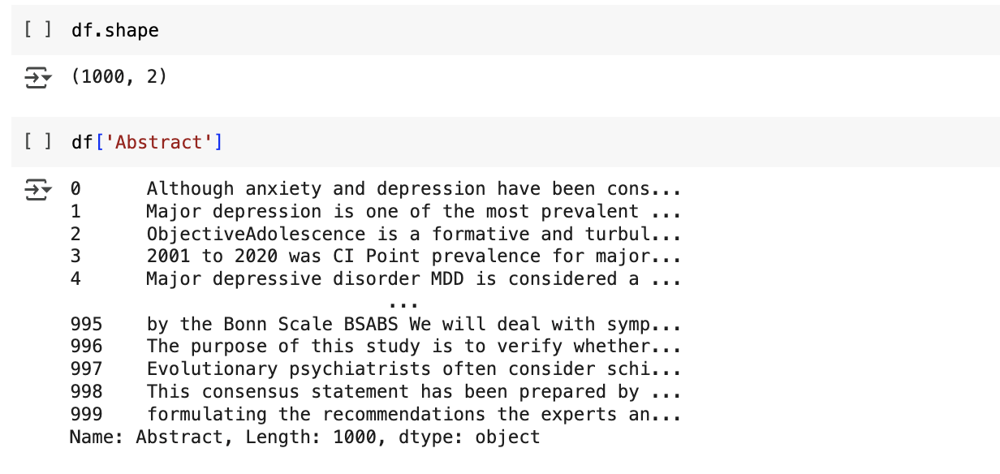 [ ] df.shape
(1000, 2)
[ ] df['Abstract']
0 Although anxiety and depression have been cons...
1 Major depression is one of the most prevalent ...
2 ObjectiveAdolescence is a formative and turbul...
3 2001 to 2020 was CI Point prevalence for major...
4 Major depressive disorder MDD is considered a ...
...
995 by the Bonn Scale BSABS We will deal with symp...
996 The purpose of this study is to verify whether...
997 Evolutionary psychiatrists often consider schi...
998 This consensus statement has been prepared by ...
999 formulating the recommendations the experts an...
Name: Abstract, Length: 1000, dtype: object